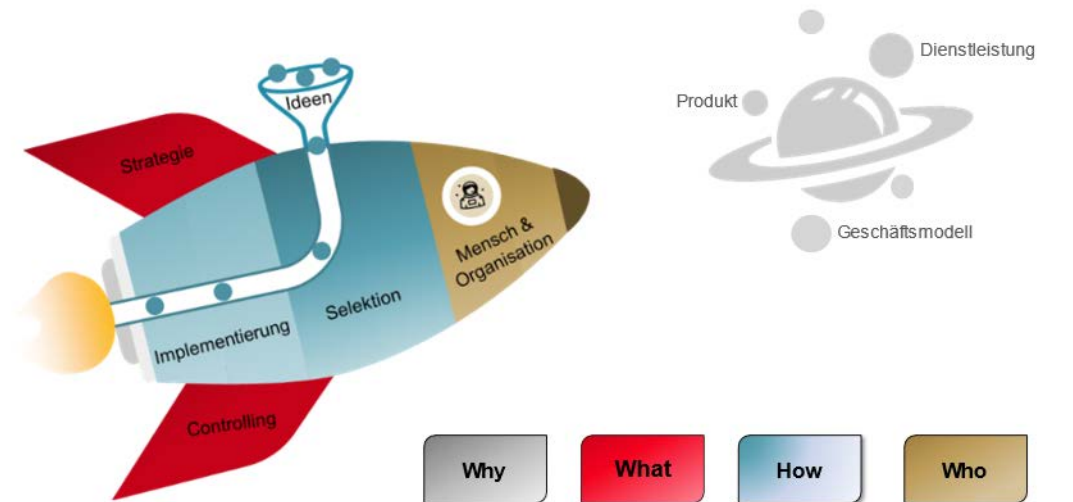 Dienstleistung
Produkt
Geschäftsmodell
Ideen
Strategie
Mensch &
Organisation
Selektion
Implementierung
Controlling
Why
What
How
Who